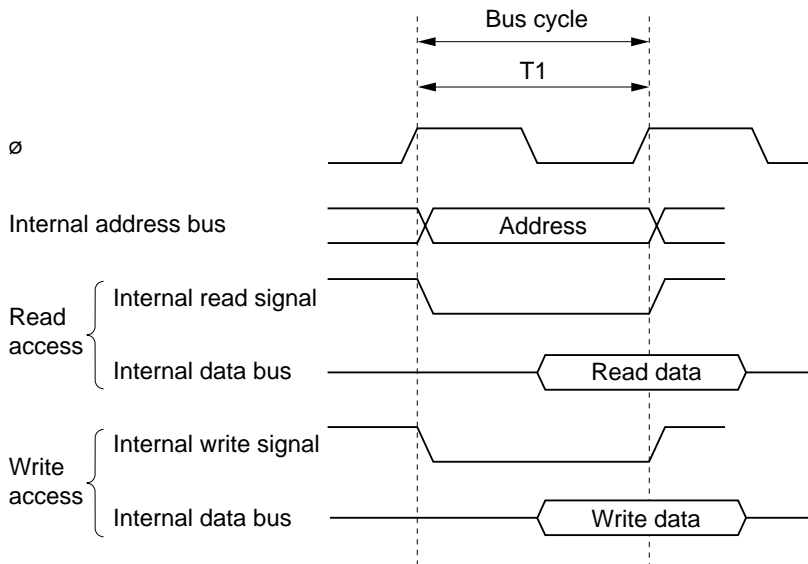 Bus cycle
T1
ø
Internal address bus
Address
Read
access
Internal read signal
Internal data bus
Read data
Write
access
Internal write signal
Internal data bus
Write data